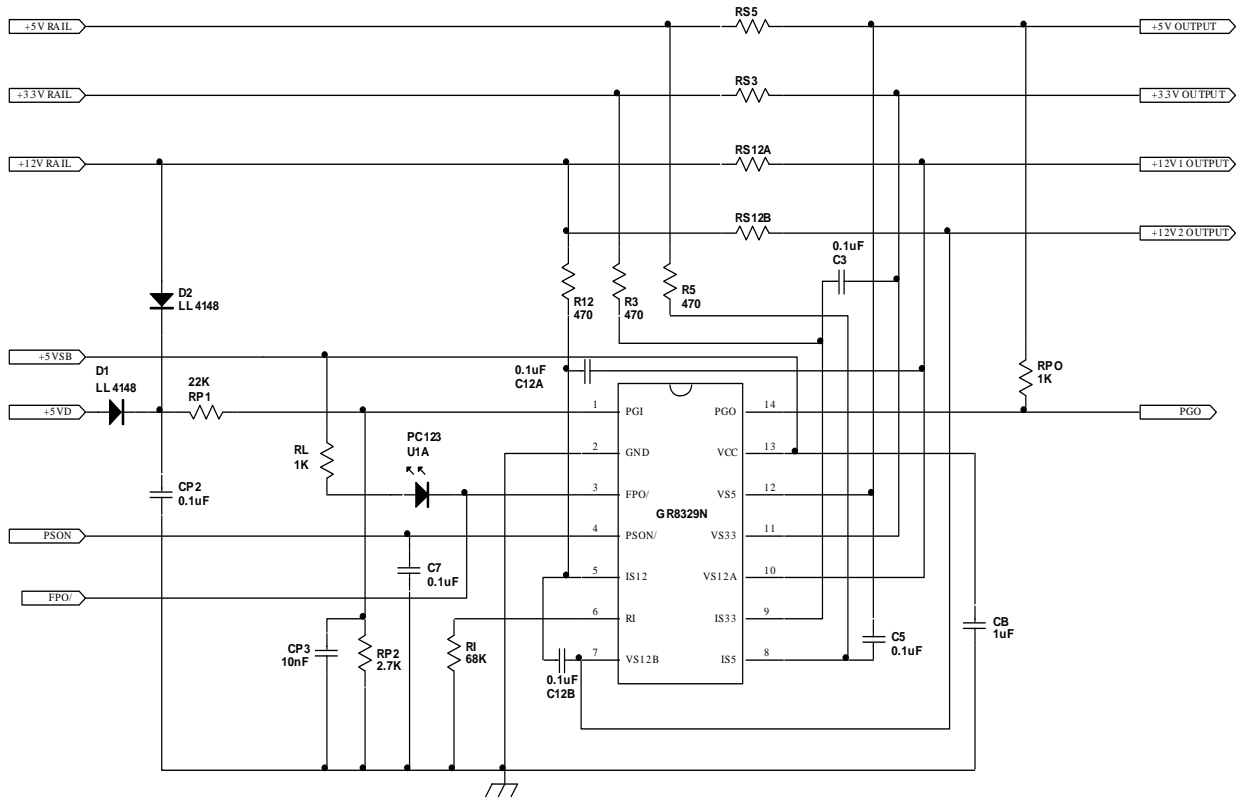 RS5
+5V RAIL
+5V OUTPUT
RS3
+3.3V RAIL
+3.3V OUTPUT
RS12A
+12V RAIL
+12V1 OUTPUT
RS12B
+12V2 OUTPUT
0.1uF
C3
D2
LL4148
R12
470
R3
470
R5
470
+5VSB
D1
LL4148
22K
RP1
0.1uF
C12A
RPO
1K
+5VD
1
PGI
PGO
14
PGO
RL
1K
PC123
U1A
2
GND
VCC
13
CP2
0.1uF
3
FPO/
VS5
12
GR8329N
PSON
4
PSON/
VS33
11
C7
0.1uF
5
IS12
VS12A
10
FPO/
6
RI
IS33
9
CB
1uF
CP3
10nF
RP2
2.7K
RI
68K
C5
0.1uF
7
VS12B
IS5
8
0.1uF
C12B